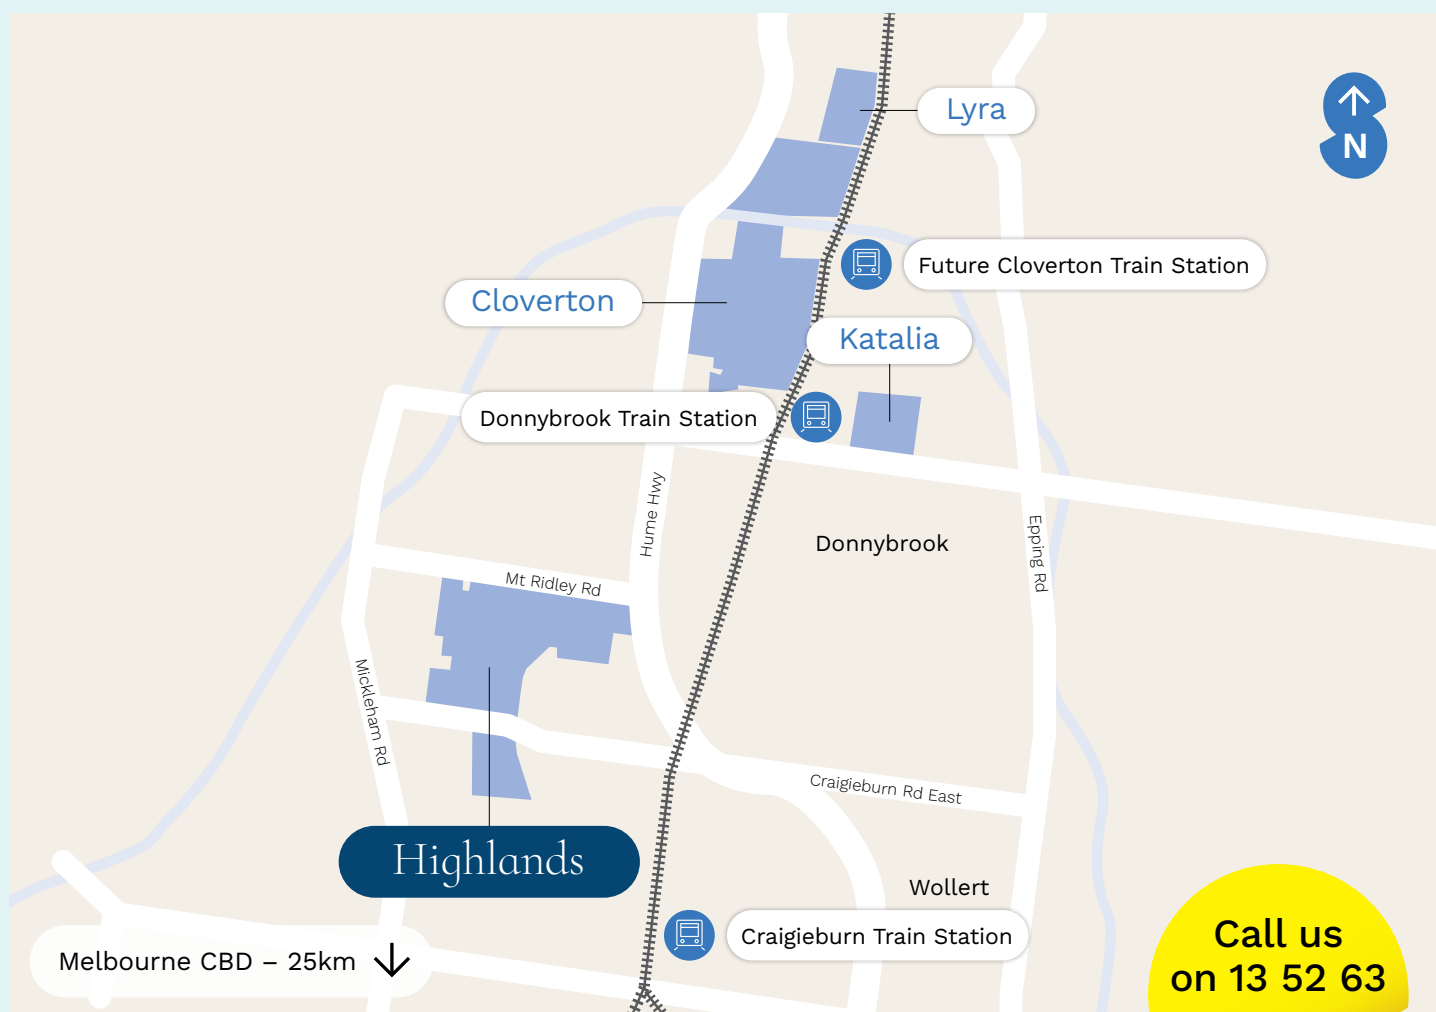 Lyra
N
Future Cloverton Train Station
Cloverton
Katalia
Donnybrook Train Station
Hume Hwy
Donnybrook
Epping Rd
Mt Ridley Rd
Mickleham Rd
Craigieburn Rd East
Highlands
Wollert
Craigieburn Train Station
Melbourne CBD – 25km
Call us
on 13 52 63